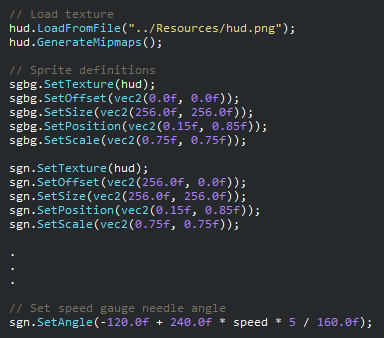 // Load texture
hud.LoadFromFile("../Resources/hud.png");
hud.GenerateMipmaps();
// Sprite definitions
sgbg.SetTexture(hud);
sgbg.SetOffset(vec2(0.0f, 0.0f));
sgbg.SetSize(vec2(256.0f, 256.0f));
sgbg.SetPosition(vec2(0.15f, 0.85f));
sgbg.SetScale(vec2(0.75f, 0.75f));
sgn.SetTexture(hud);
sgn.SetOffset(vec2(256.0f, 0.0f));
sgn.SetSize(vec2(256.0f, 256.0f));
sgn.SetPosition(vec2(0.15f, 0.85f));
sgn.SetScale(vec2(0.75f, 0.75f));
.
.
.
// Set speed gauge needle angle
sgn.SetAngle(-120.0f + 240.0f * speed * 5 / 160.0f);